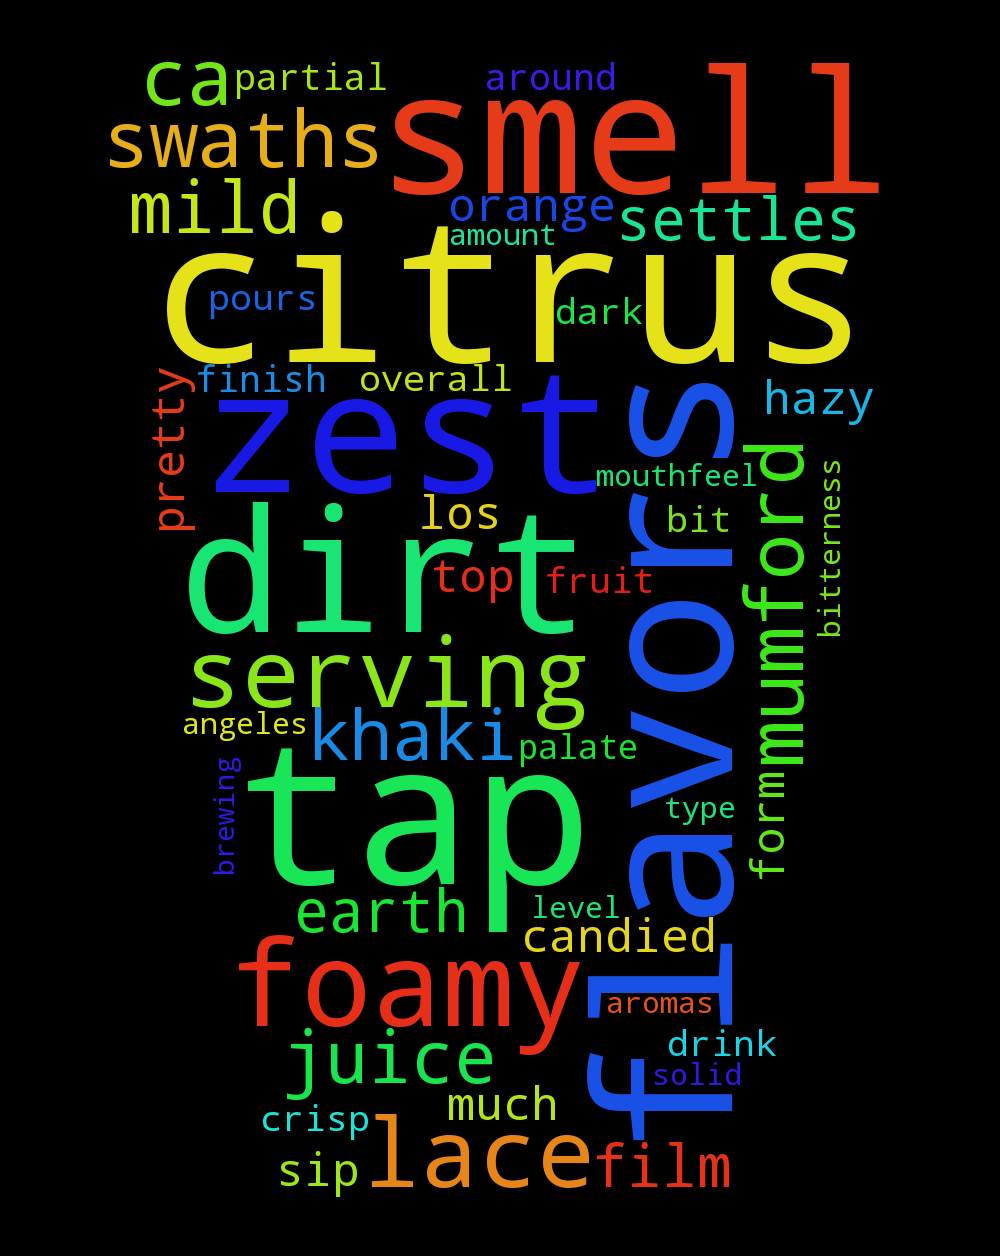 ca partial around
swaths smell
mild orange settles
amount
citrus
pours dark
pretty finish overall hazy
zest flavors
mouthfeel mumford bitterness
los bit
dirt
top fruit
serving
angeles khaki palate
brewing tap type form
earth level
candied
foamy aromas
juice drink
solid
much
crisp lace film
sip